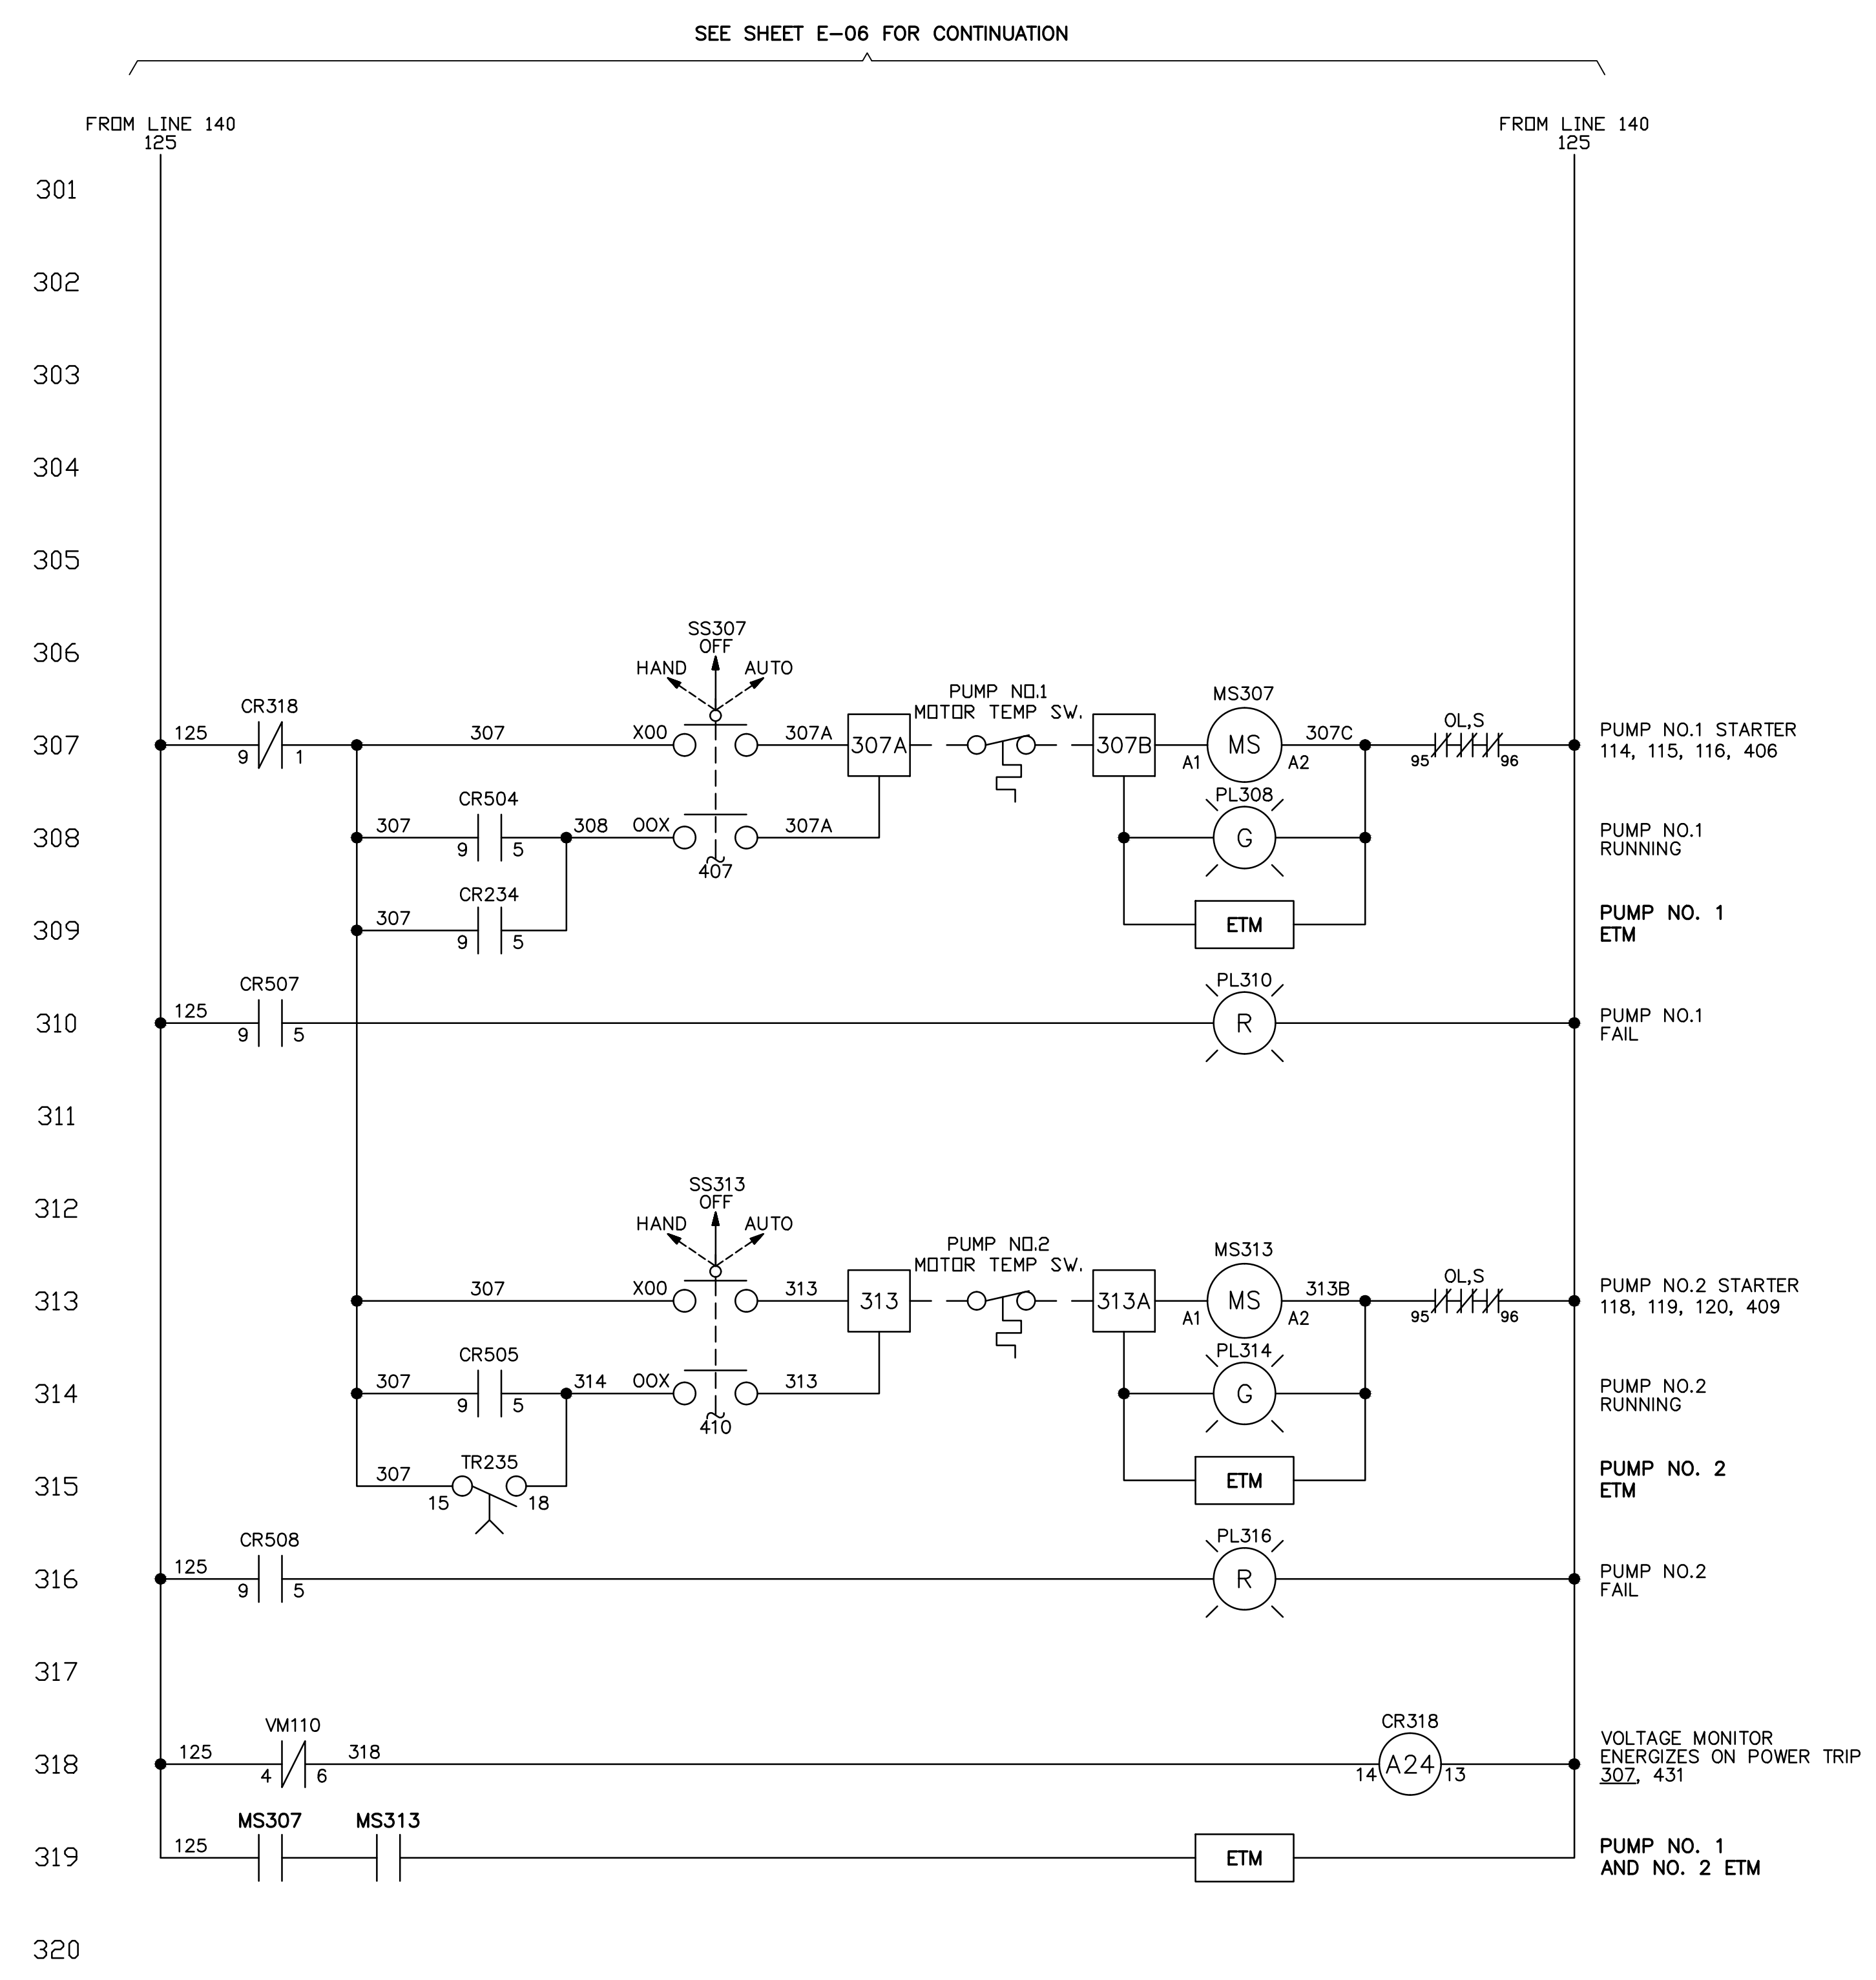 SEE SHEET E-06 FOR CONTINUATION
FROM LINE 140
125
FROM LINE 140
125
301
302
303
304
305
306
SS307
OFF
HAND
AUTO
307
125
CR318
9
1
307
X00
307A
307A
PUMP NO.1
MOTOR TEMP SW.
307B
MS307
A1
MS
A2
307C
OL,S
95
96
PUMP NO.1 STARTER
114, 115, 116, 406
308
307
CR504
9
5
308
OOX
307A
407
PL308
G
PUMP NO.1
RUNNING
309
307
CR234
9
5
ETM
PUMP NO. 1
ETM
310
125
CR507
9
5
PL310
R
PUMP NO.1
FAIL
311
312
SS313
OFF
HAND
AUTO
313
307
X00
313
313
PUMP NO.2
MOTOR TEMP SW.
313A
MS313
A1
MS
A2
313B
OL,S
95
96
PUMP NO.2 STARTER
118, 119, 120, 409
314
307
CR505
9
5
314
OOX
313
410
PL314
G
PUMP NO.2
RUNNING
315
307
TR235
15
18
ETM
PUMP NO. 2
ETM
316
125
CR508
9
5
PL316
R
PUMP NO.2
FAIL
317
318
125
VM110
4
6
318
CR318
14
A24
13
VOLTAGE MONITOR
ENERGIZES ON POWER TRIP
307, 431
319
125
MS307
MS313
ETM
PUMP NO. 1
AND NO. 2 ETM
320